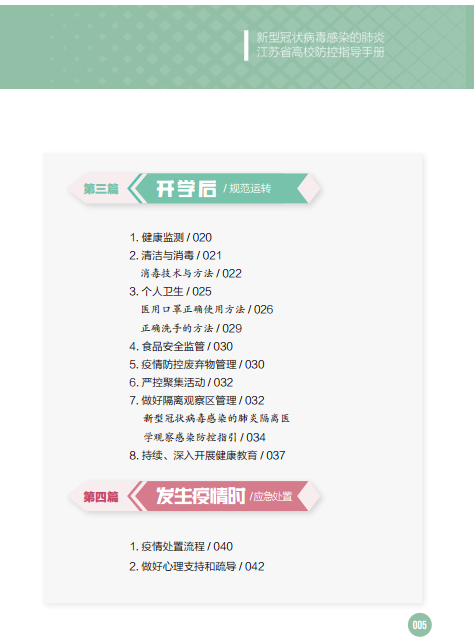 新型冠状病毒感染的肺炎
江苏省高校防控指导手册
第三篇 开学后 / 规范运转
1. 健康监测 / 020
2. 清洁与消毒 / 021
消毒技术与方法 / 022
3. 个人卫生 / 025
医用口罩正确使用方法 / 026
正确洗手的方法 / 029
4. 食品安全监管 / 030
5. 疫情防控废弃物管理 / 030
6. 严控聚集活动 / 032
7. 做好隔离观察区管理 / 032
新型冠状病毒感染的肺炎隔离医
学观察感染防控指引 / 034
8. 持续、深入开展健康教育 / 037
第四篇 发生疫情时 / 应急处置
1. 疫情处置流程 / 040
2. 做好心理支持和疏导 / 042
005